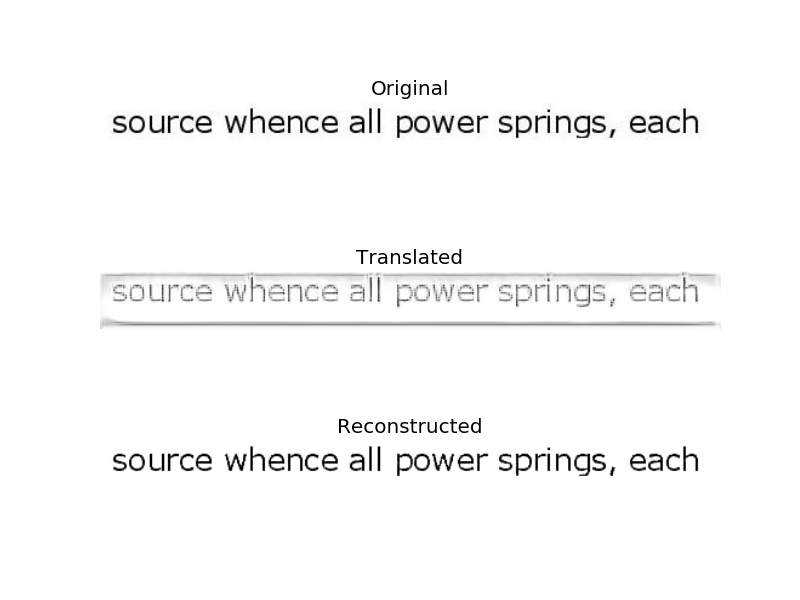 Original
source whence all power springs, each
Translated
source whence all power springs, each
Reconstructed
source whence all power springs, each